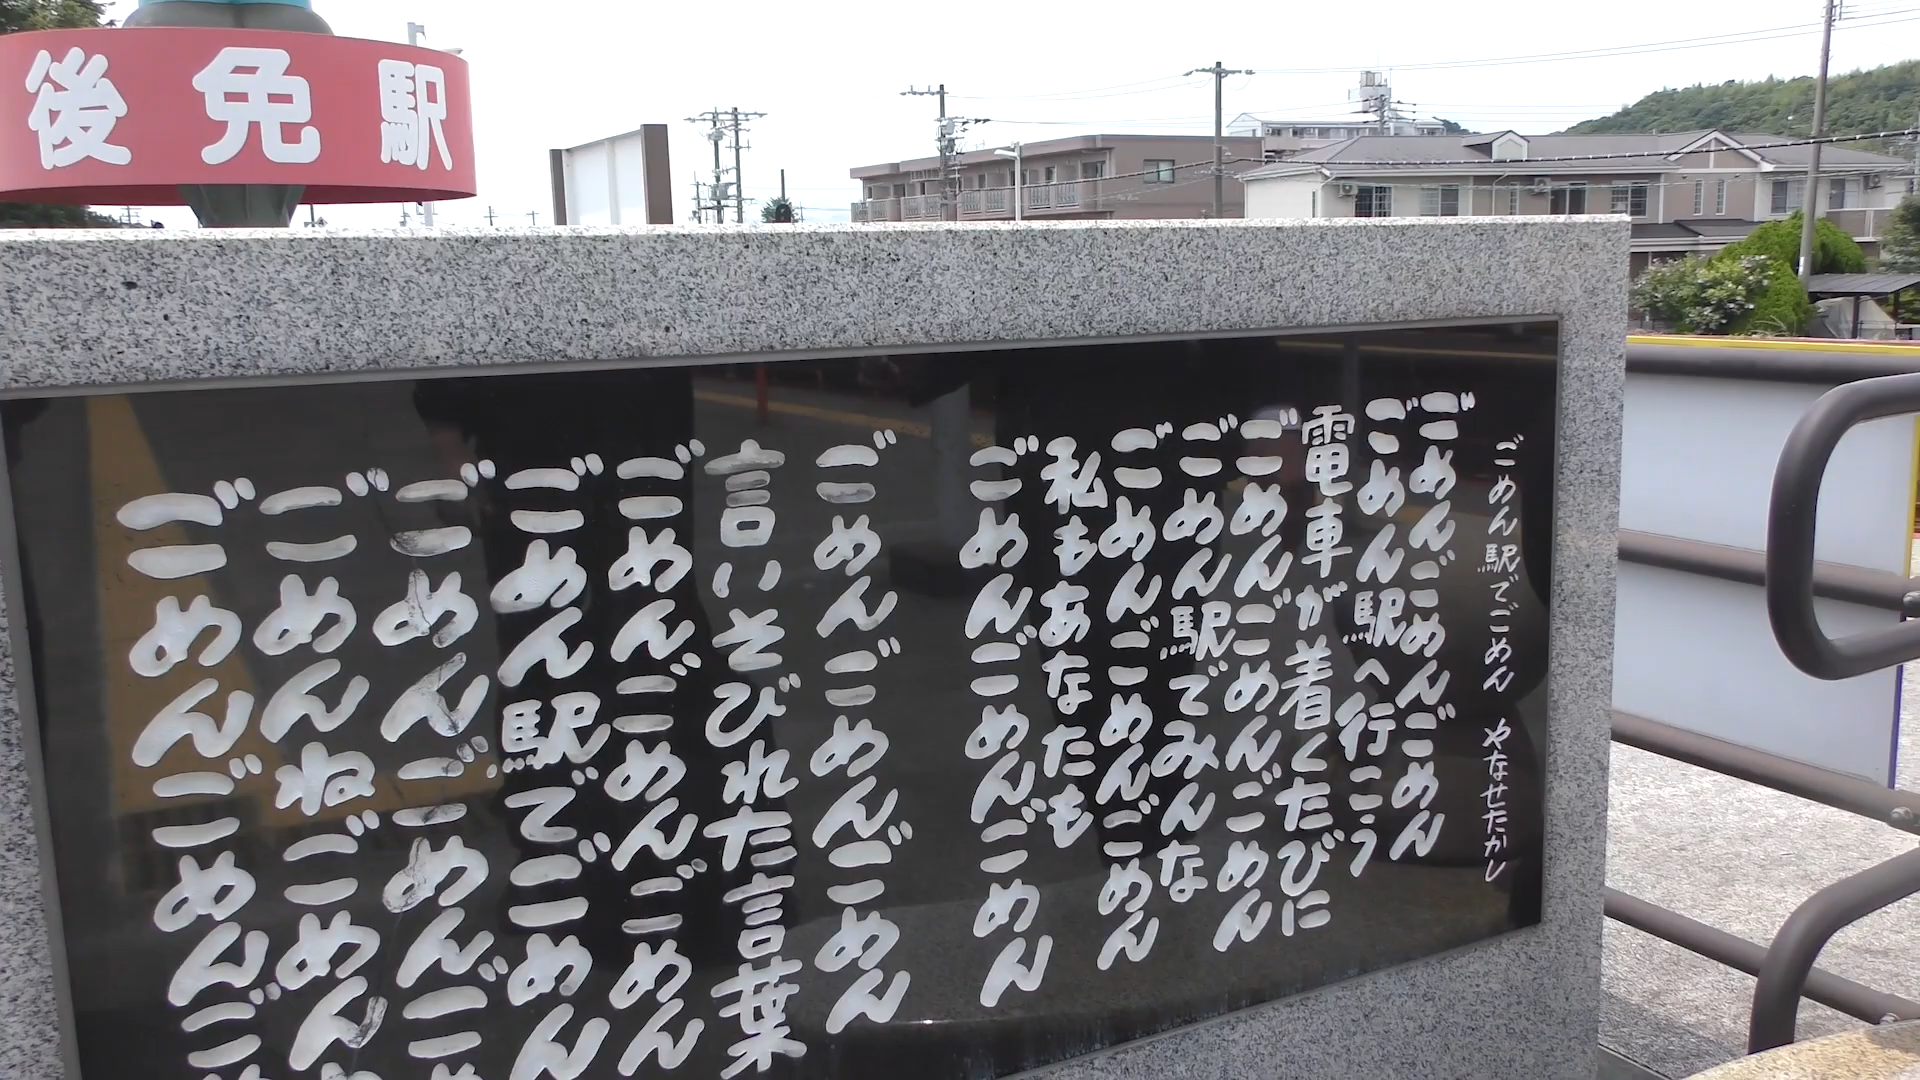 後免駅
ごめん駅でごめん やなせたかし
ごめんごめんごめん
ごめん駅へ行こう
電車が着くたびに
ごめんごめんごめん
ごめん駅でみんな
ごめんごめんごめん
私もあなたも
ごめんごめんごめん
ごめんごめんごめん
言いそびれた言葉
ごめんごめんごめん
ごめん駅でごめん
ごめんごめんご
ごめんねごめん
ごめんごめんご